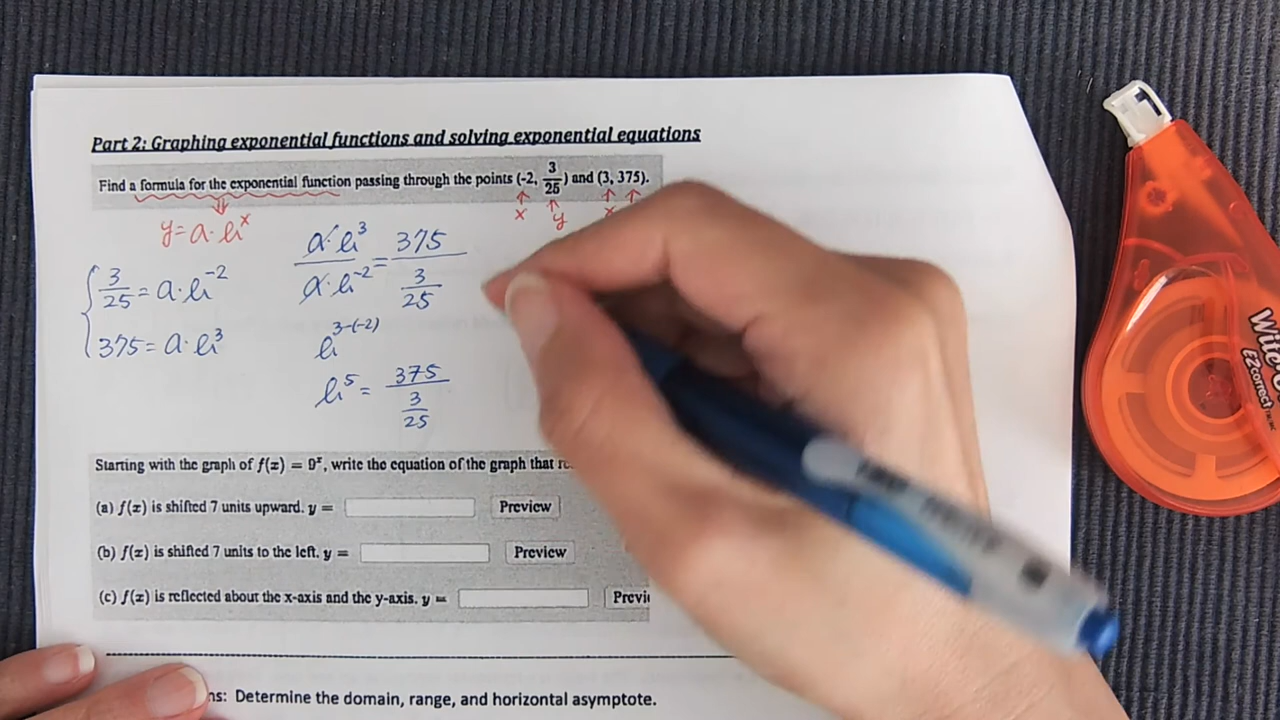 Part 2: Graphing exponential functions and solving exponential equations
Find a formula for the exponential function passing through the points (-2, 3/25) and (3, 375).
x y x
y = a·b^x
3/25 = a·b^-2
375 = a·b^3
a·b^3 / a·b^-2 = 375 / (3/25)
b^3-(-2)
b^5 = 375 / (3/25)
Starting with the graph of f(x) = 9^x, write the equation of the graph that
(a) f(x) is shifted 7 units upward. y = Preview
(b) f(x) is shifted 7 units to the left. y = Preview
(c) f(x) is reflected about the x-axis and the y-axis. y = Previ
ns: Determine the domain, range, and horizontal asymptote.
EZcorrect